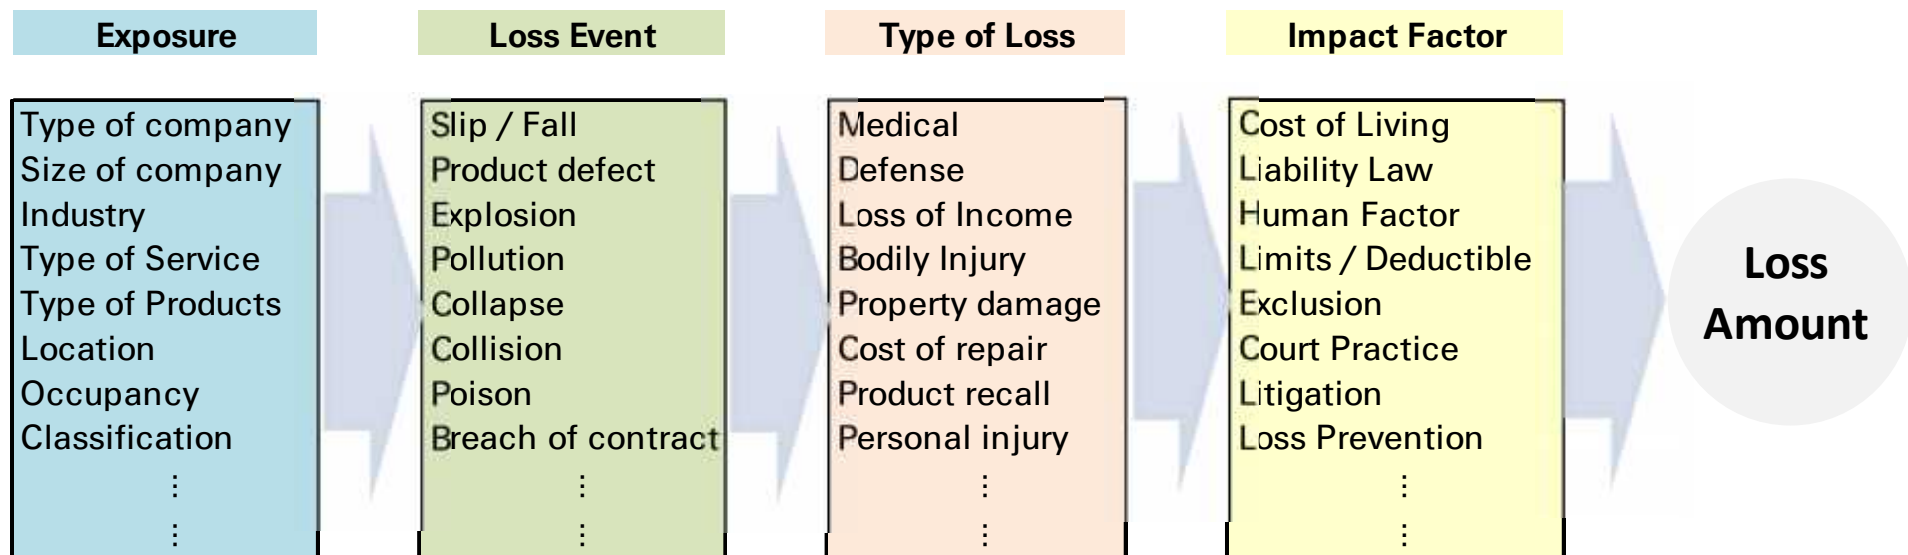 Exposure
Type of company
Size of company
Industry
Type of Service
Type of Products
Location
Occupancy
Classification
⋮
⋮
Loss Event
Slip / Fall
Product defect
Explosion
Pollution
Collapse
Collision
Poison
Breach of contract
⋮
⋮
Type of Loss
Medical
Defense
Loss of Income
Bodily Injury
Property damage
Cost of repair
Product recall
Personal injury
⋮
⋮
Impact Factor
Cost of Living
Liability Law
Human Factor
Limits / Deductible
Exclusion
Court Practice
Litigation
Loss Prevention
⋮
⋮
Loss
Amount